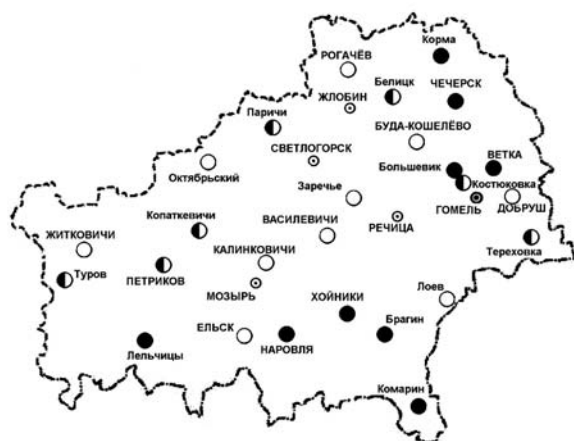 Корма
РОГАЧЁВ
Белицк
ЧЕЧЕРСК
ЖЛОБИН
Паричи
БУДА-КОШЕЛЁВО
СВЕТЛОГОРСК
Большевик
ВЕТКА
Октябрьский
Костюковка
Заречье
ГОМЕЛЬ
ДОБРУШ
Копаткевичи
ВАСИЛЕВИЧИ
РЕЧИЦА
ЖИТКОВИЧИ
КАЛИНКОВИЧИ
Тереховка
Туров
ПЕТРИКОВ
МОЗЫРЬ
Лоев
ХОЙНИКИ
Брагин
ЕЛЬСК
НАРОВЛЯ
Лельчицы
Комарин